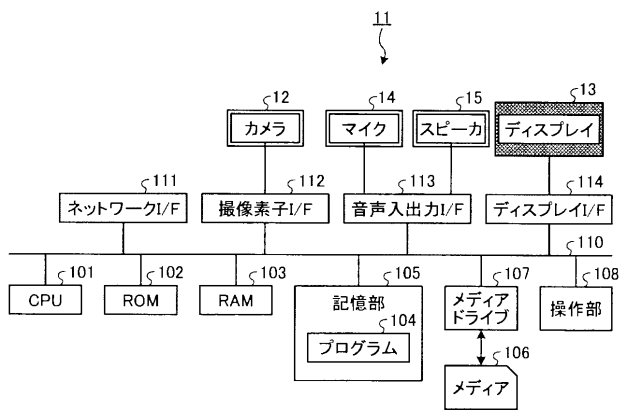 11
12
14
15
13
カメラ
マイク
スピーカ
ディスプレイ
111
112
113
114
ネットワークI/F
撮像素子I/F
音声入出力I/F
ディスプレイI/F
110
101
102
103
105
107
108
CPU
ROM
RAM
記憶部
104
プログラム
メディア
ドライブ
操作部
106
メディア